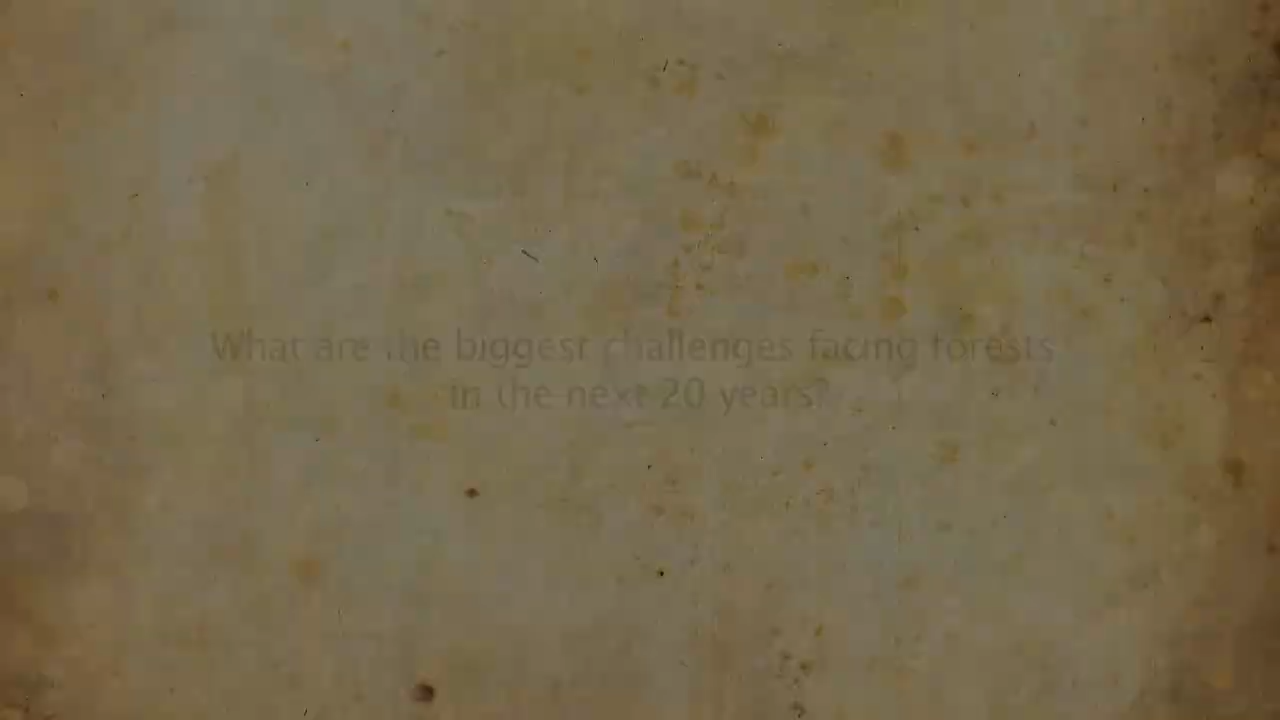 What are the biggest challenges facing forests
in the next 20 years?